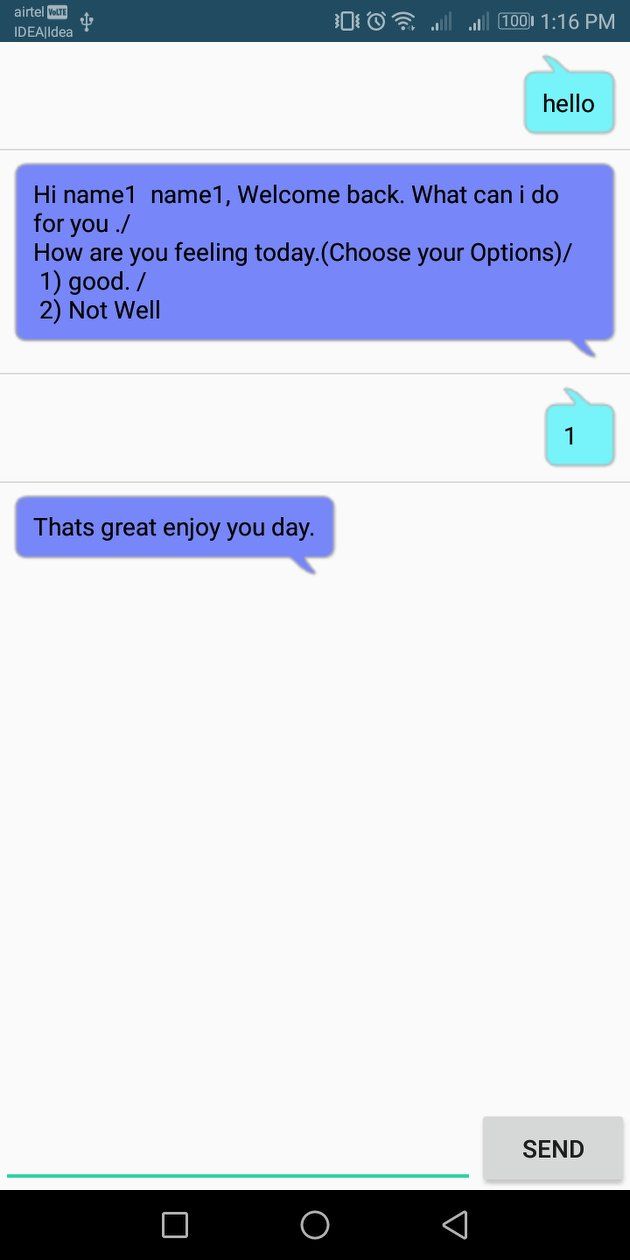 airtel VoLTE
IDEA|Idea
100 1:16 PM
hello
Hi name1  name1, Welcome back. What can i do
for you ./
How are you feeling today.(Choose your Options)/
1) good. /
2) Not Well
1
Thats great enjoy you day.
SEND